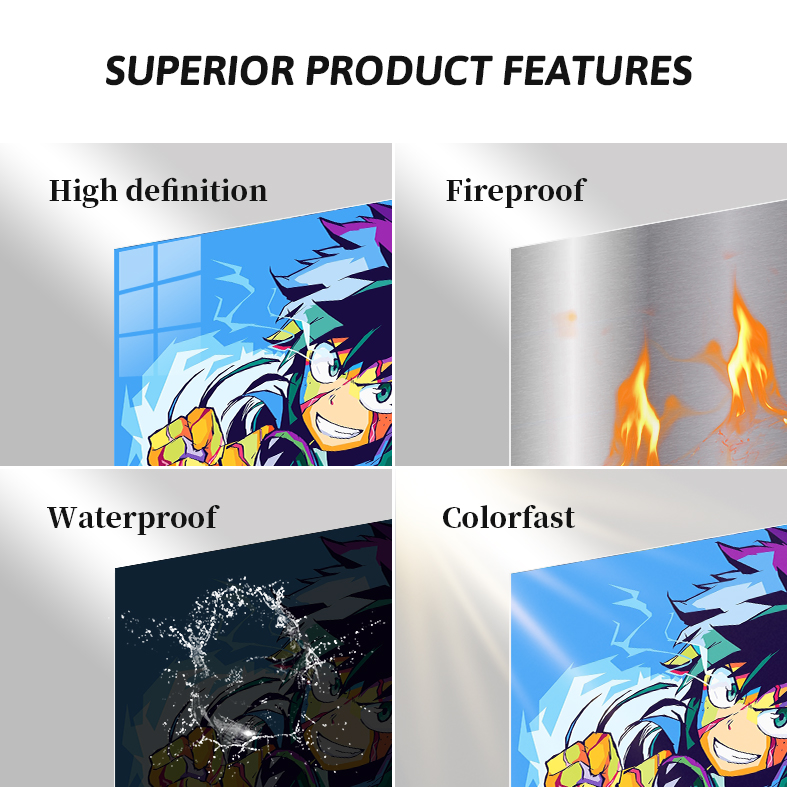 SUPERIOR PRODUCT FEATURES
High definition
Fireproof
Waterproof
Colorfast